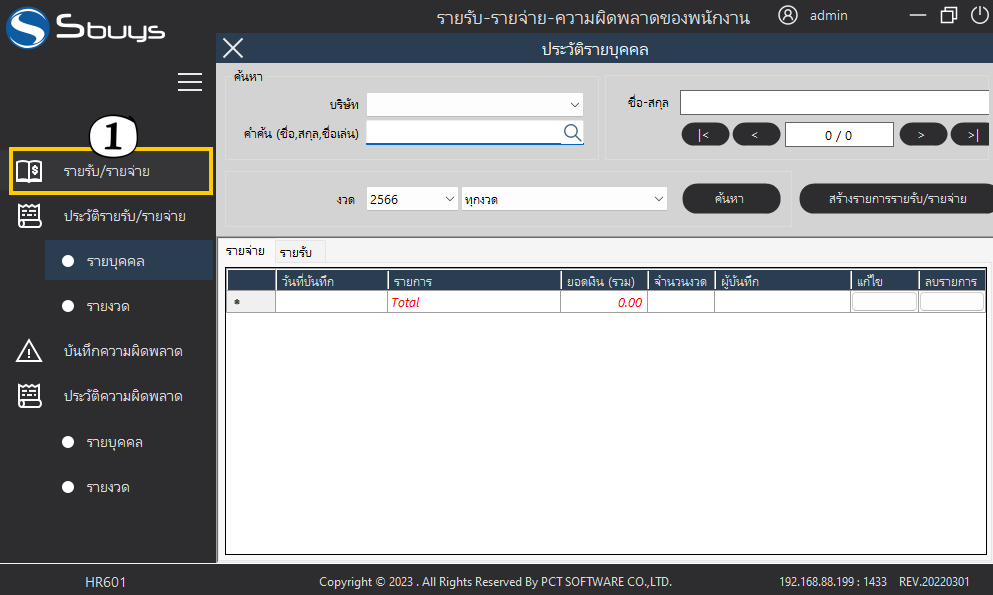 Sbuys
รายรับ-รายจ่าย-ความผิดพลาดของพนักงาน
admin
ประวัติรายบุคคล
1
รายรับ/รายจ่าย
ประวัติรายรับ/รายจ่าย
รายบุคคล
รายงวด
บันทึกความผิดพลาด
ประวัติความผิดพลาด
รายบุคคล
รายงวด
ค้นหา
บริษัท
คำค้น (ชื่อ,สกุล,ชื่อเล่น)
ชื่อ-สกุล
|< < 0 / 0 > >|
งวด 2566 ทุกงวด ค้นหา สร้างรายการรายรับ/รายจ่าย
รายจ่าย รายรับ
วันที่บันทึก รายการ ยอดเงิน (รวม) จำนวนงวด ผู้บันทึก แก้ไข ลบรายการ
* Total 0.00
HR601 Copyright © 2023 . All Rights Reserved By PCT SOFTWARE CO.,LTD. 192.168.88.199 : 1433 REV.20220301